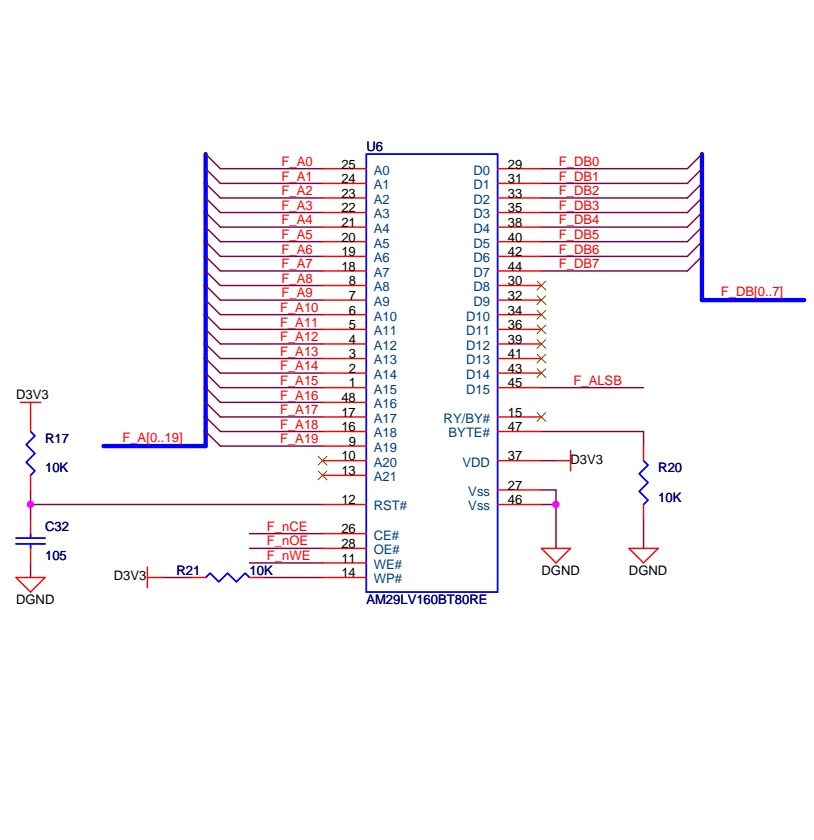 U6
F_A0 25 A0 D0 29 F_DB0
F_A1 24 A1 D1 31 F_DB1
F_A2 23 A2 D2 33 F_DB2
F_A3 22 A3 D3 35 F_DB3
F_A4 21 A4 D4 38 F_DB4
F_A5 20 A5 D5 40 F_DB5
F_A6 19 A6 D6 42 F_DB6
F_A7 18 A7 D7 44 F_DB7
F_A8 8 A8 D8 30
F_A9 7 A9 D9 32 F_DB[0..7]
F_A10 6 A10 D10 34
F_A11 5 A11 D11 36
F_A12 4 A12 D12 39
F_A13 3 A13 D13 41
F_A14 2 A14 D14 43
F_A15 1 A15 D15 45 F_ALSB
D3V3
F_A16 48 A16
F_A17 17 A17 RY/BY# 15
F_A18 16 A18 BYTE# 47
R17 F_A[0..19] F_A19 9 A19
10 A20 VDD 37 D3V3
10K 13 A21 R20
Vss 27
10K
12 RST# Vss 46
C32 F_nCE 26 CE#
F_nOE 28 OE#
105 F_nWE 11 WE#
D3V3 R21 10K 14 WP# DGND DGND
DGND AM29LV160BT80RE